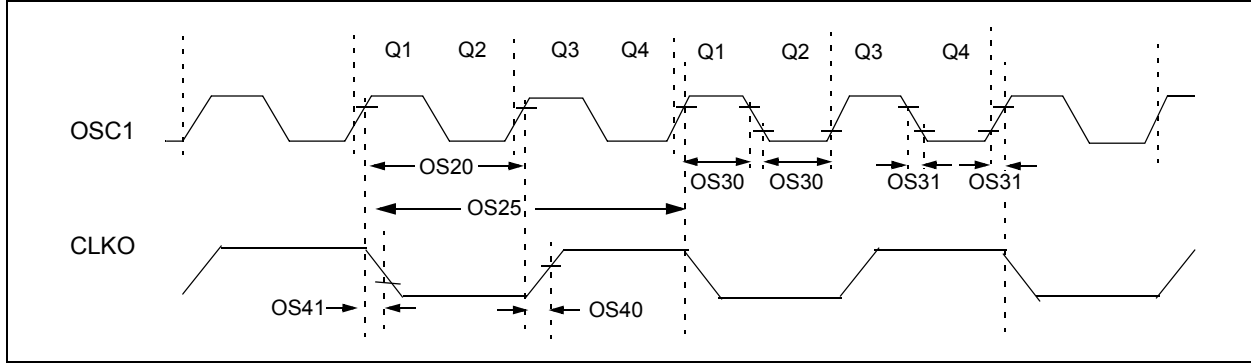 Q1 Q2 Q3 Q4 Q1 Q2 Q3 Q4
OSC1
OS20
OS30 OS30 OS31 OS31
OS25
CLKO
OS41 OS40